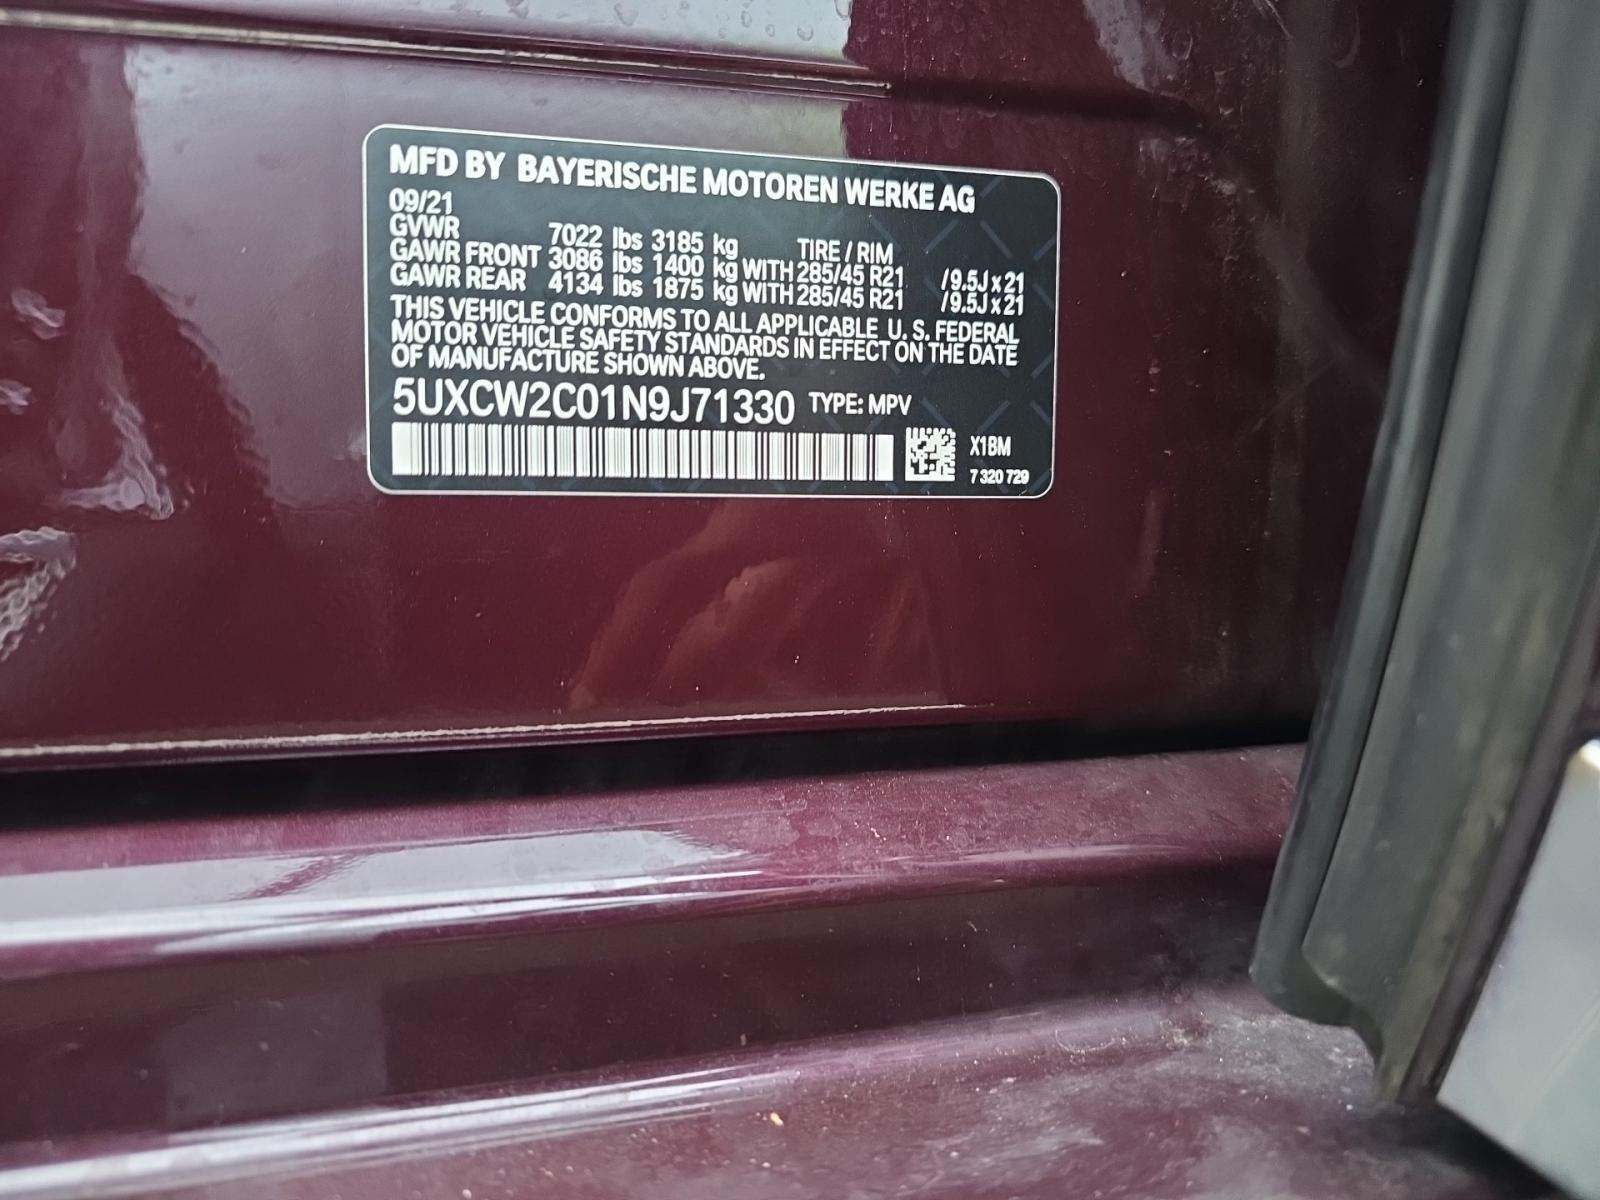 MFD BY BAYERISCHE MOTOREN WERKE AG
09/21
GVWR 7022 lbs 3185 kg TIRE / RIM
GAWR FRONT 3086 lbs 1400 kg WITH 285/45 R21 /9.5J x 21
GAWR REAR 4134 lbs 1875 kg WITH 285/45 R21 /9.5J x 21
THIS VEHICLE CONFORMS TO ALL APPLICABLE U. S. FEDERAL
MOTOR VEHICLE SAFETY STANDARDS IN EFFECT ON THE DATE
OF MANUFACTURE SHOWN ABOVE.
5UXCW2C01N9J71330 TYPE: MPV
X1BM
7 320 729